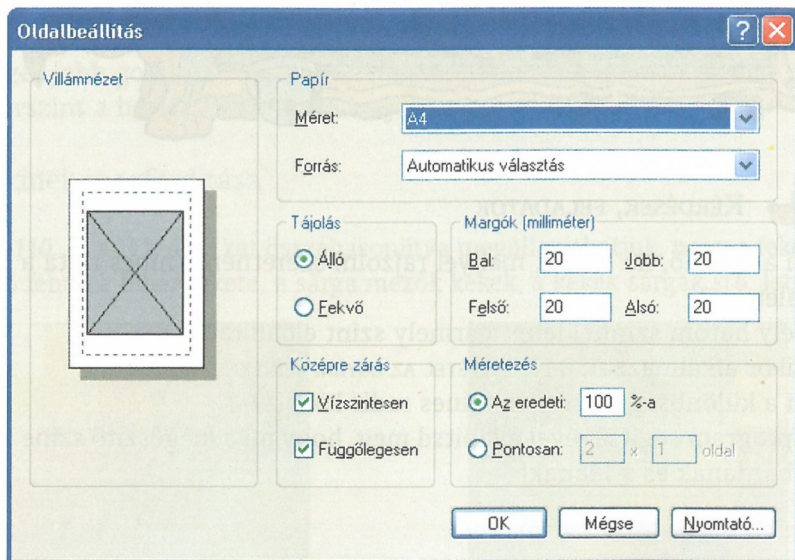 Oldalbeállítás
Villámnézet
Papír
Méret: A4
Forrás: Automatikus választás
Tájolás
Álló
Fekvő
Margók (milliméter)
Bal: 20 Jobb: 20
Felső: 20 Alsó: 20
Középre zárás
Vízszintesen
Függőlegesen
Méretezés
Az eredeti: 100 %-a
Pontosan: 2 x 1 oldal
OK Mégse Nyomtató...